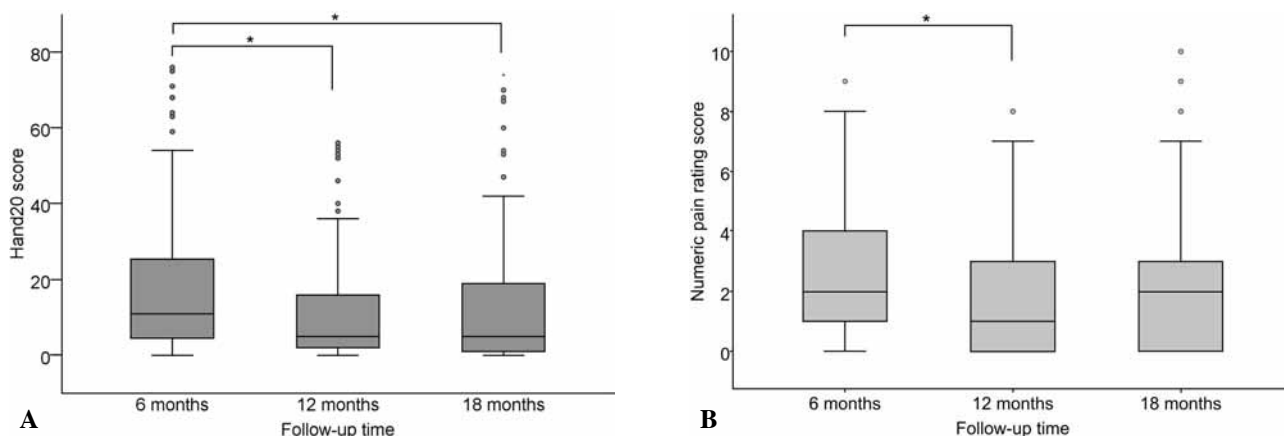 *
*
80
60
40
20
0
Hand20 score
6 months 12 months 18 months
Follow-up time
A
*
10
8
6
4
2
0
Numeric pain rating score
6 months 12 months 18 months
Follow-up time
B